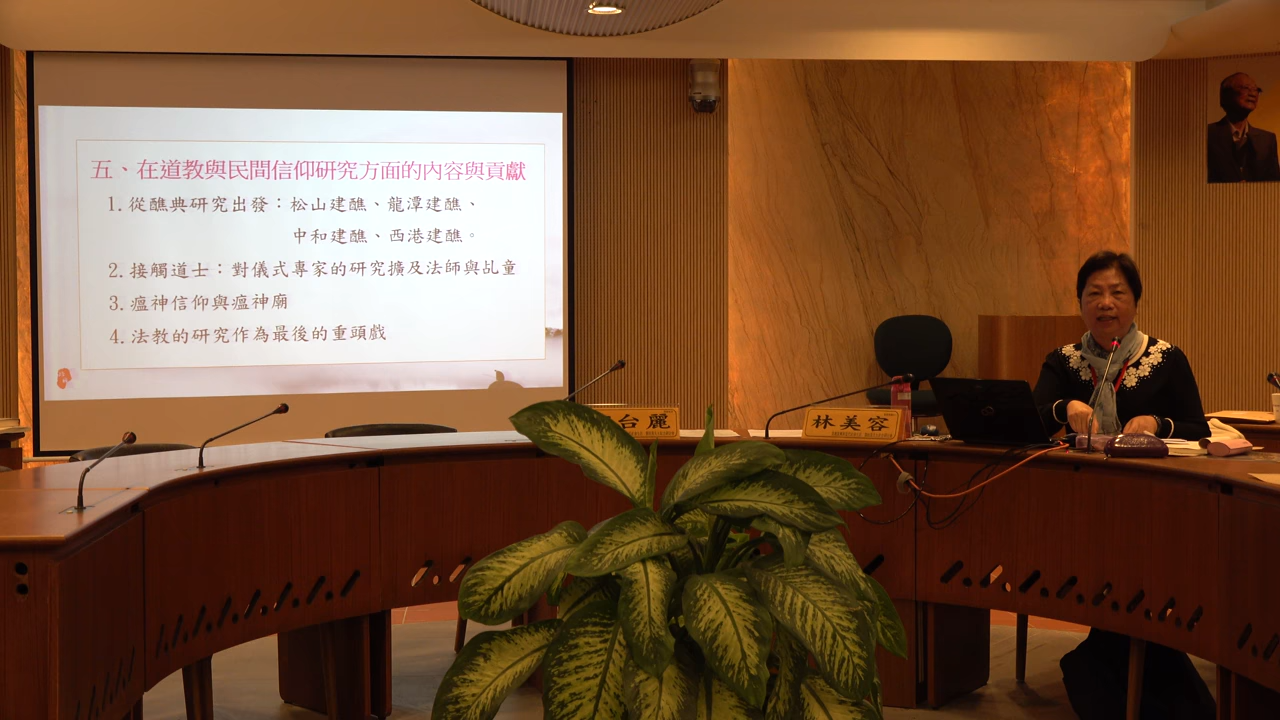 五、在道教與民間信仰研究方面的內容與貢獻
1. 從醮典研究出發：松山建醮、龍潭建醮、
中和建醮、西港建醮。
2. 接觸道士：對儀式專家的研究擴及法師與乩童
3. 瘟神信仰與瘟神廟
4. 法教的研究作為最後的重頭戲
台麗
林美容